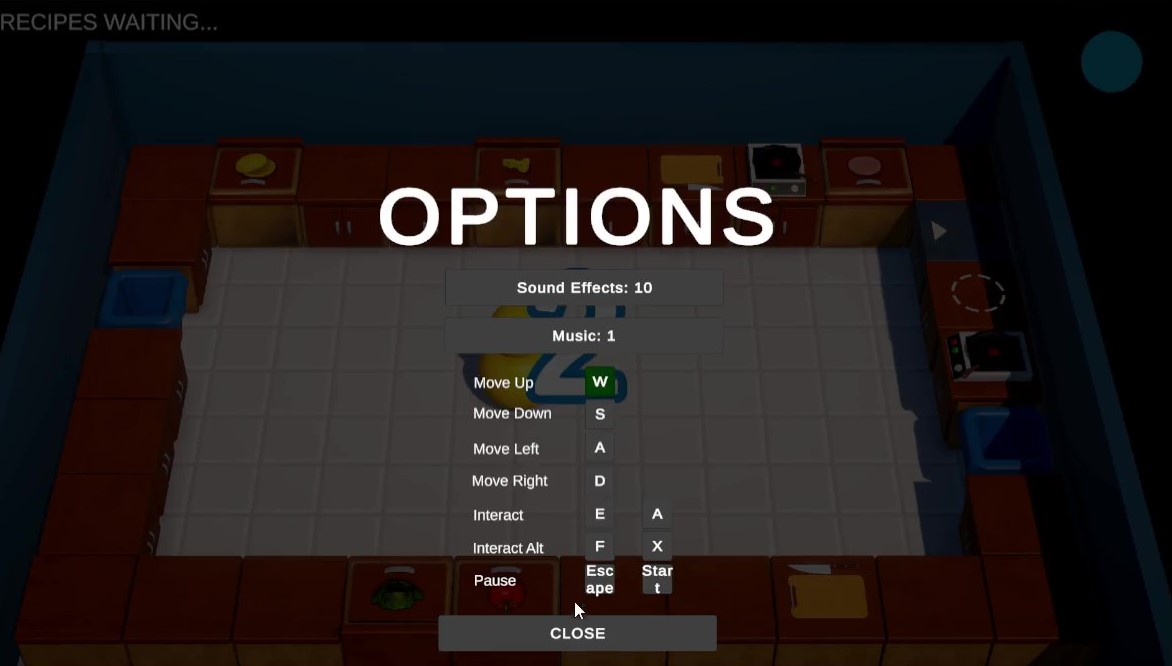 RECIPES WAITING...
OPTIONS
Sound Effects: 10
Music: 1
Move Up W
Move Down S
Move Left A
Move Right D
Interact E A
Interact Alt F X
Pause Esc Star
ape t
CLOSE